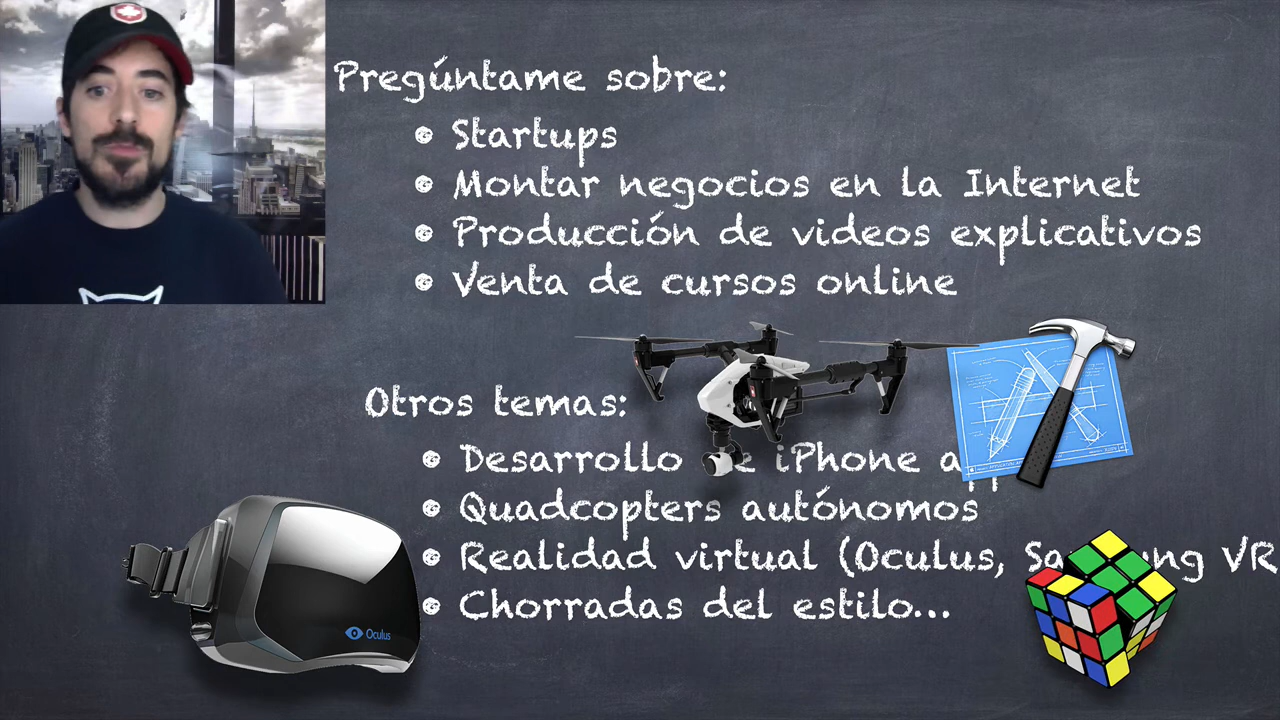 Pregúntame sobre:
Startups
Montar negocios en la Internet
Producción de videos explicativos
Venta de cursos online
Otros temas:
Desarrollo iPhone
Quadcopters autónomos
Realidad virtual (Oculus, VR
Chorradas del estilo...
Oculus